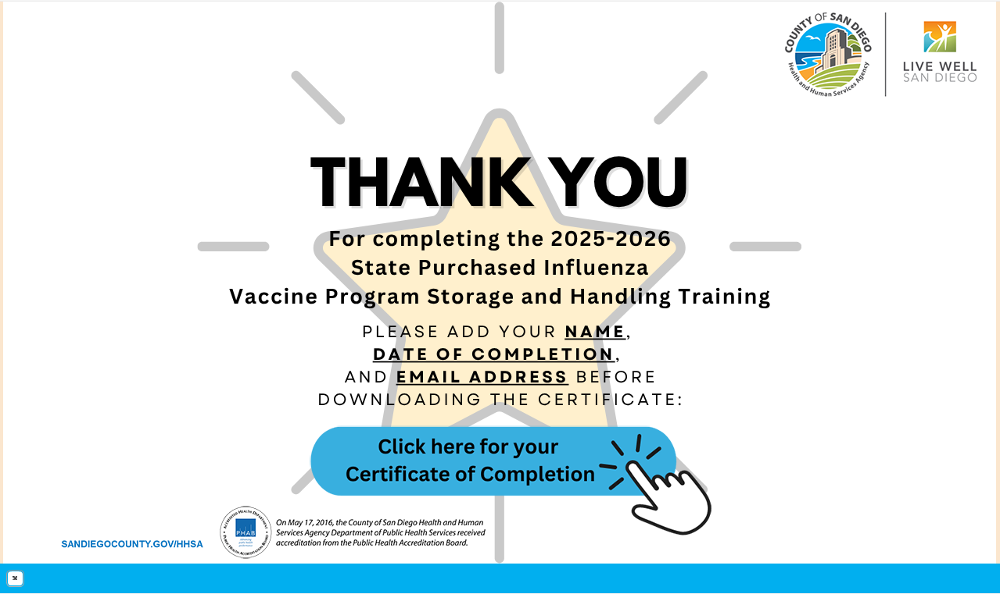 COUNTY OF SAN DIEGO
Health and Human Services Agency
LIVE WELL
SAN DIEGO
THANK YOU
For completing the 2025-2026
State Purchased Influenza
Vaccine Program Storage and Handling Training
PLEASE ADD YOUR NAME,
DATE OF COMPLETION,
AND EMAIL ADDRESS BEFORE
DOWNLOADING THE CERTIFICATE:
Click here for your
Certificate of Completion
SANDIEGOCOUNTY.GOV/HHSA
ACCREDITED HEALTH DEPARTMENT
PHAB
Advancing
public health
performance
PUBLIC HEALTH ACCREDITATION BOARD
On May 17, 2016, the County of San Diego Health and Human
Services Agency Department of Public Health Services received
accreditation from the Public Health Accreditation Board.